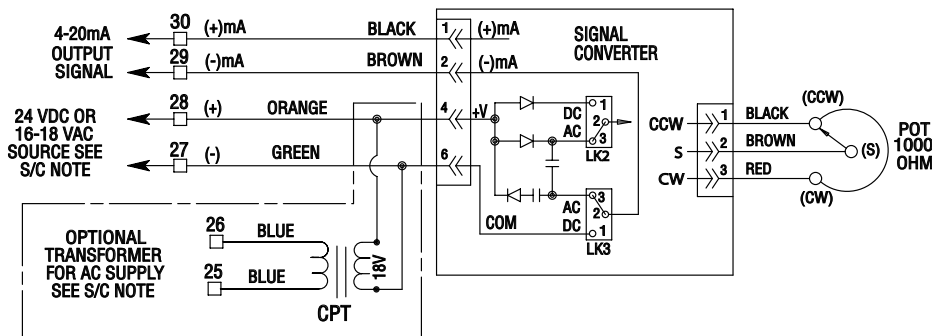 4-20mA
OUTPUT
SIGNAL
30 (+)mA BLACK 1 (+)mA
29 (-)mA BROWN 2 (-)mA
SIGNAL
CONVERTER
24 VDC OR
16-18 VAC
SOURCE SEE
S/C NOTE
28 (+) ORANGE 4 +V
27 (-) GREEN 6
COM
DC
AC
1
2
3
LK2
AC
DC
3
2
1
LK3
CCW 1 BLACK (CCW)
S 2 BROWN (S)
CW 3 RED (CW)
POT
1000
OHM
OPTIONAL
TRANSFORMER
FOR AC SUPPLY
SEE S/C NOTE
26 BLUE
25 BLUE
18V
CPT